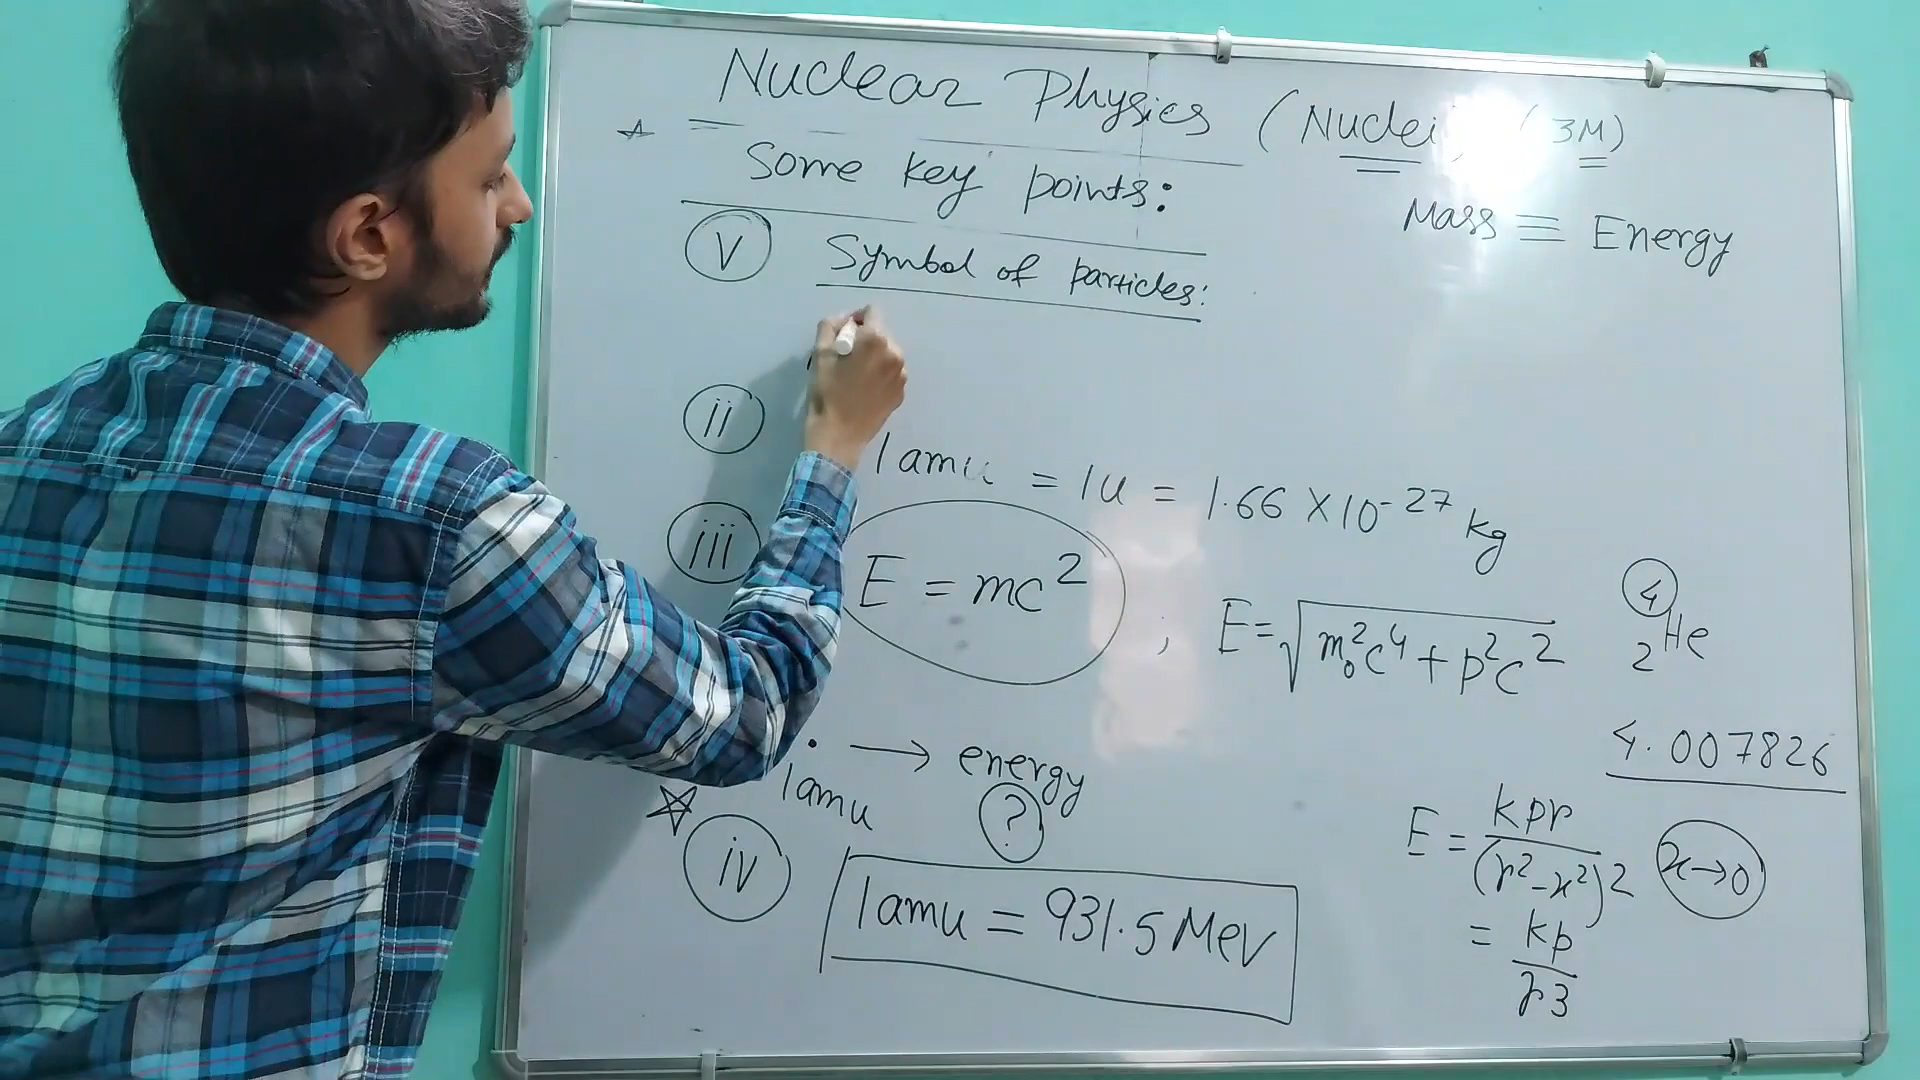 Nuclear Physics (Nuclei) (3M)
Some key points:
Mass ≡ Energy
(v) Symbol of particles:
(ii) 1amu = 1u = 1.66 × 10⁻²⁷ kg
(iii) E = mc² ; E = √(m₀²c⁴ + p²c²)
⁴₂He
4.007826
1amu → energy
?
(iv) 1amu = 931.5 MeV
E = kpr / (r² - x²)² x→0
= kp / r3